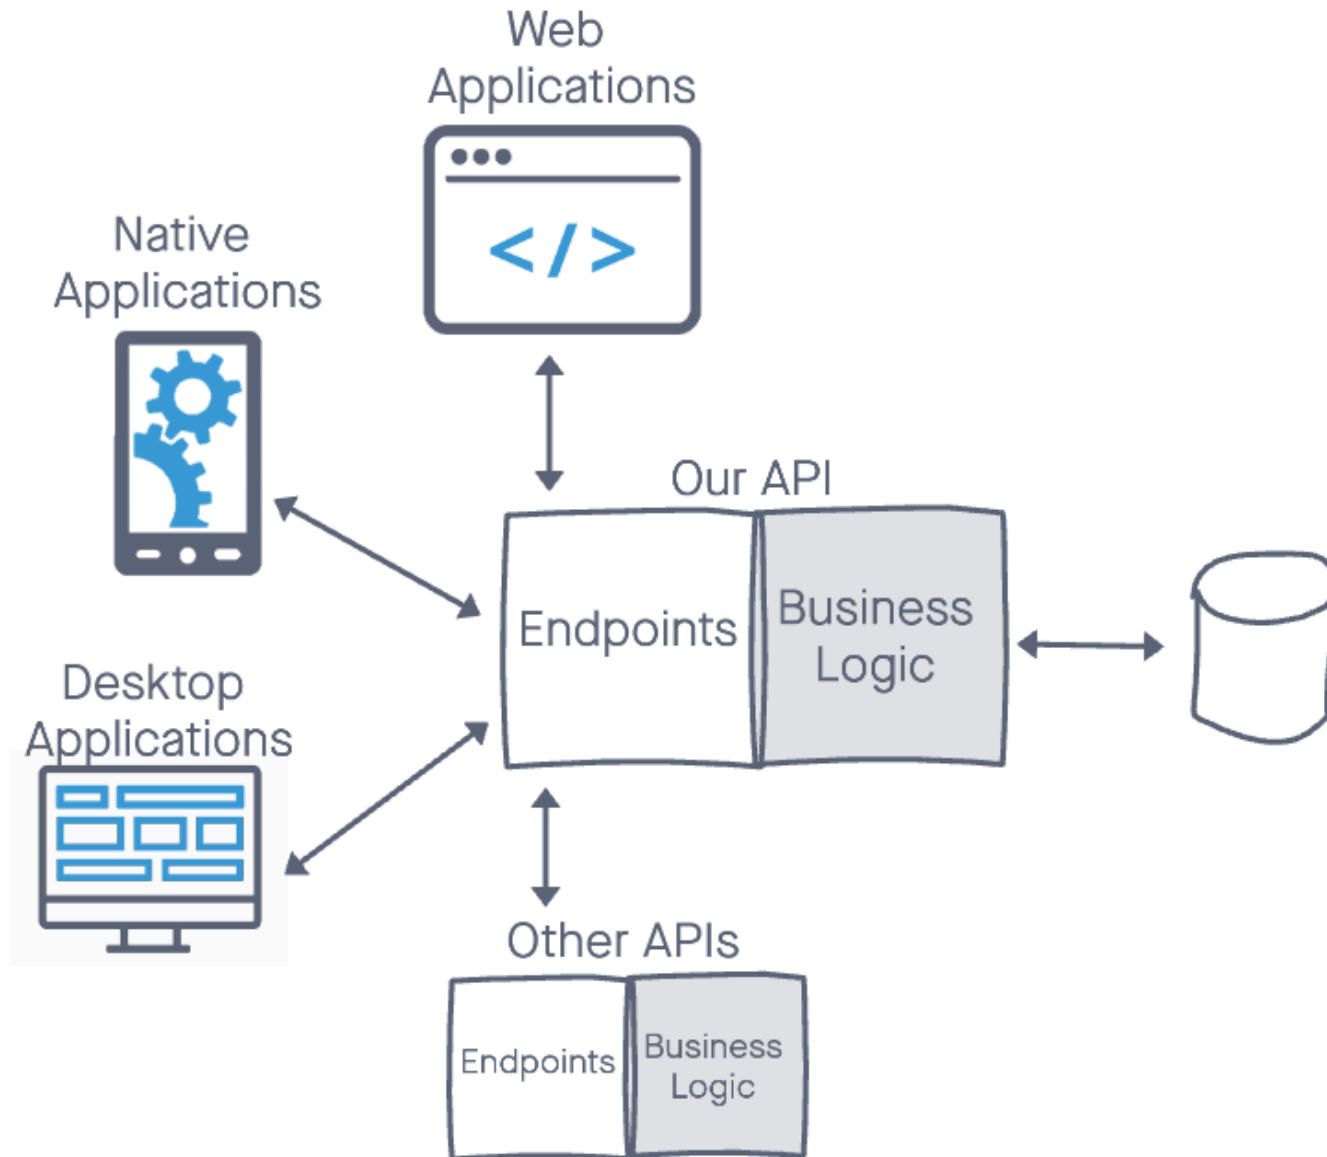 Web
Applications
</>
Native
Applications
Our API
Endpoints
Business
Logic
Desktop
Applications
Other APIs
Endpoints
Business
Logic